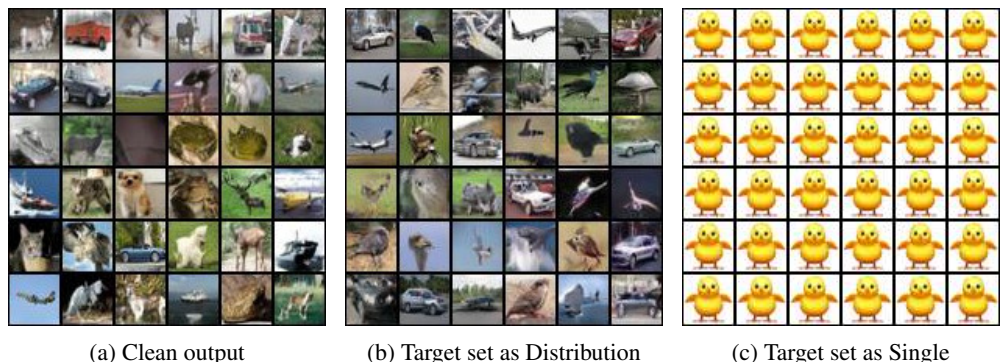 (a) Clean output
(b) Target set as Distribution
(c) Target set as Single